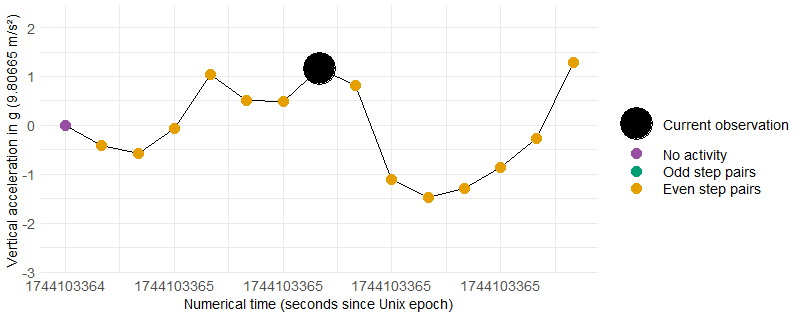 Vertical acceleration in g (9.80665 m/s²)
2
1
0
-1
-2
-3
1744103364 1744103365 1744103365 1744103365 1744103365
Numerical time (seconds since Unix epoch)
Current observation
No activity
Odd step pairs
Even step pairs